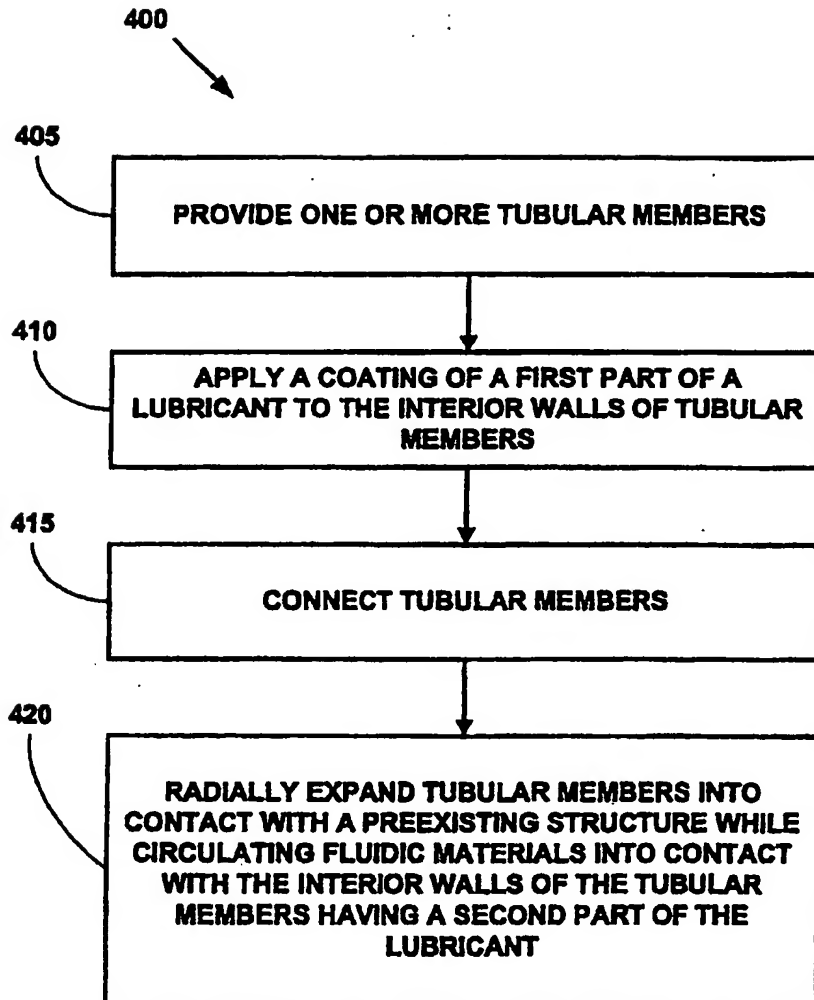 400
405
PROVIDE ONE OR MORE TUBULAR MEMBERS
410
APPLY A COATING OF A FIRST PART OF A
LUBRICANT TO THE INTERIOR WALLS OF TUBULAR
MEMBERS
415
CONNECT TUBULAR MEMBERS
420
RADIALLY EXPAND TUBULAR MEMBERS INTO
CONTACT WITH A PREEXISTING STRUCTURE WHILE
CIRCULATING FLUIDIC MATERIALS INTO CONTACT
WITH THE INTERIOR WALLS OF THE TUBULAR
MEMBERS HAVING A SECOND PART OF THE
LUBRICANT